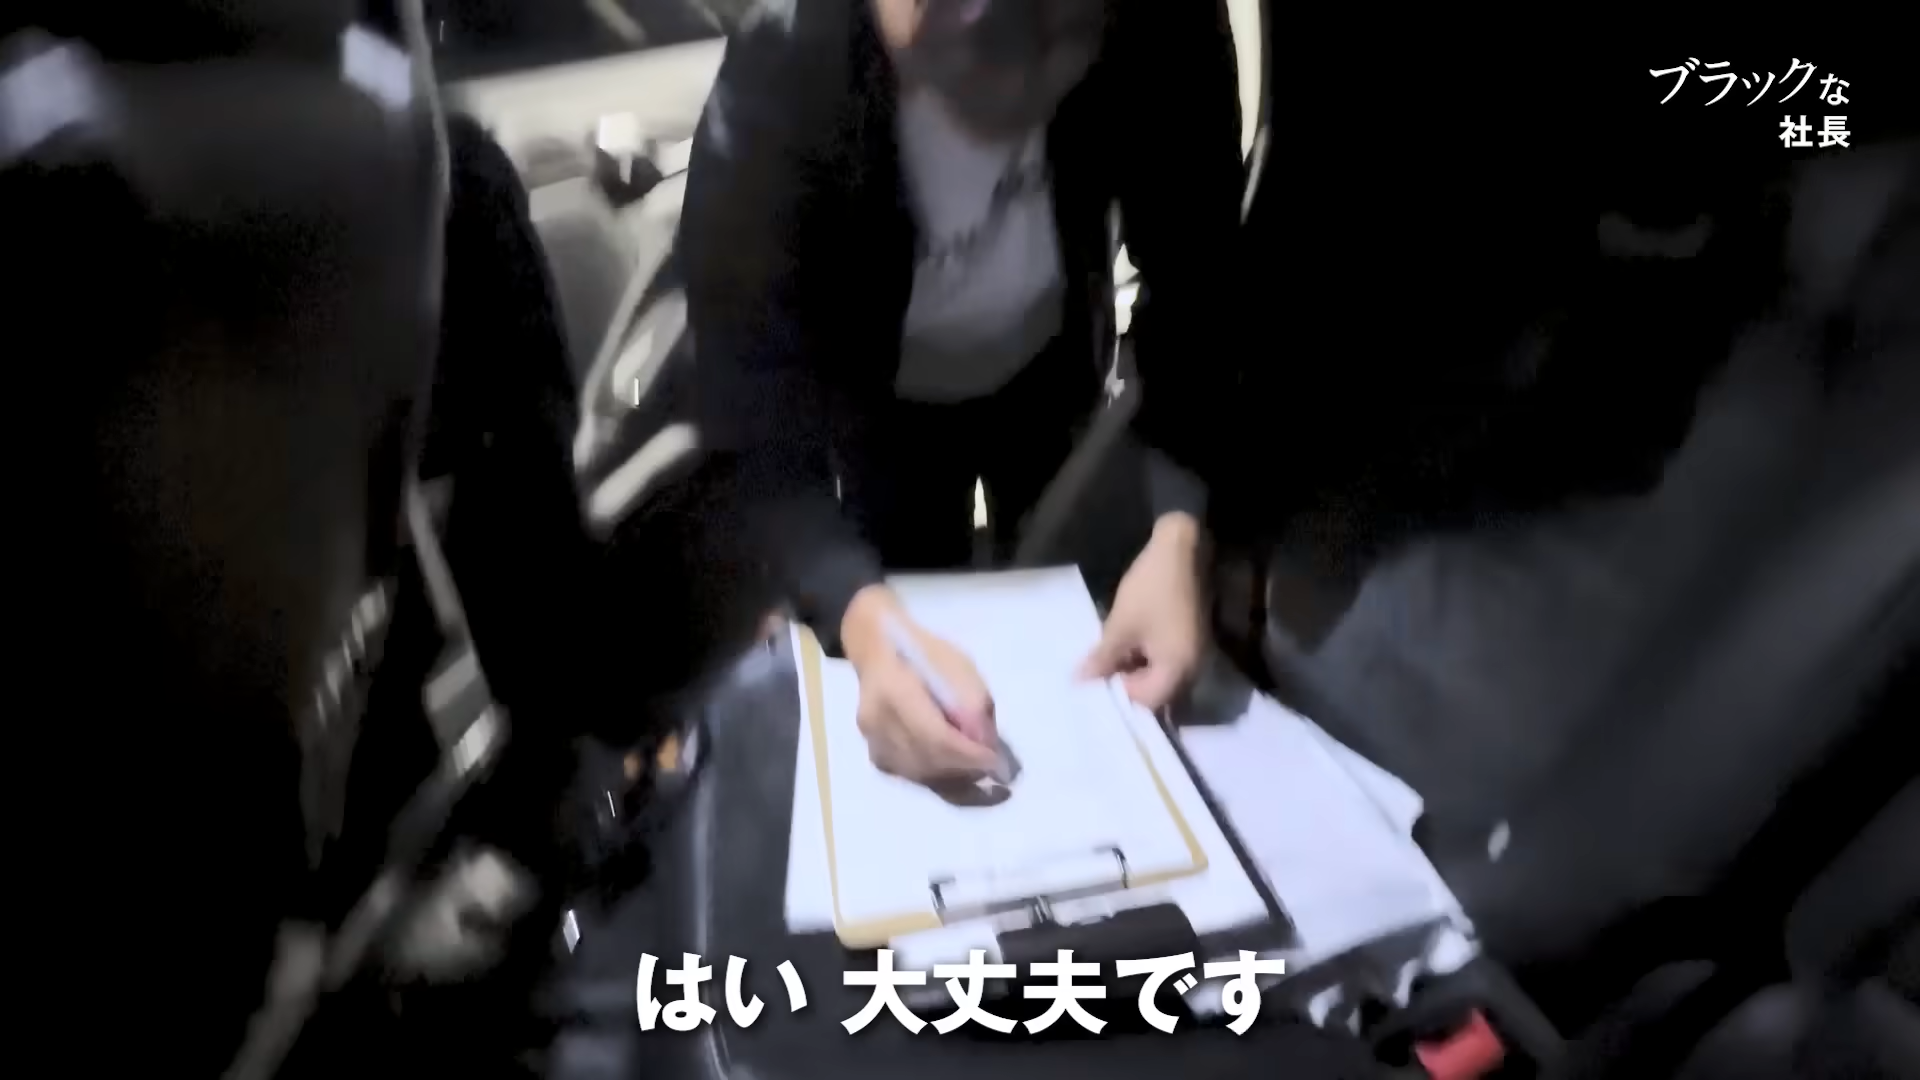 ブラックな
社長
はい 大丈夫です